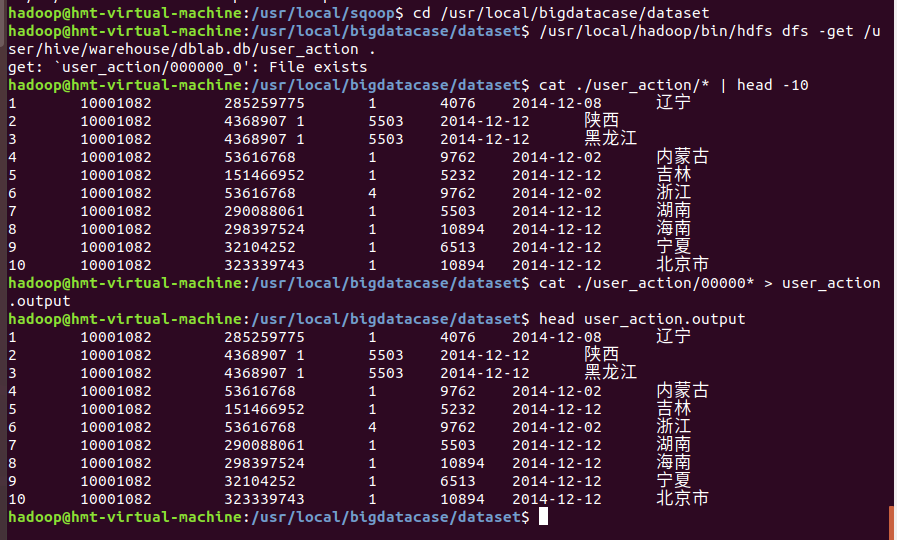 hadoop@hmt-virtual-machine:/usr/local/sqoop$ cd /usr/local/bigdatacase/dataset
hadoop@hmt-virtual-machine:/usr/local/bigdatacase/dataset$ /usr/local/hadoop/bin/hdfs dfs -get /u
ser/hive/warehouse/dblab.db/user_action .
get: `user_action/000000_0': File exists
hadoop@hmt-virtual-machine:/usr/local/bigdatacase/dataset$ cat ./user_action/* | head -10
1 10001082 285259775 1 4076 2014-12-08 辽宁
2 10001082 4368907 1 5503 2014-12-12 陕西
3 10001082 4368907 1 5503 2014-12-12 黑龙江
4 10001082 53616768 1 9762 2014-12-02 内蒙古
5 10001082 151466952 1 5232 2014-12-12 吉林
6 10001082 53616768 4 9762 2014-12-02 浙江
7 10001082 290088061 1 5503 2014-12-12 湖南
8 10001082 298397524 1 10894 2014-12-12 海南
9 10001082 32104252 1 6513 2014-12-12 宁夏
10 10001082 323339743 1 10894 2014-12-12 北京市
hadoop@hmt-virtual-machine:/usr/local/bigdatacase/dataset$ cat ./user_action/00000* > user_action
.output
hadoop@hmt-virtual-machine:/usr/local/bigdatacase/dataset$ head user_action.output
1 10001082 285259775 1 4076 2014-12-08 辽宁
2 10001082 4368907 1 5503 2014-12-12 陕西
3 10001082 4368907 1 5503 2014-12-12 黑龙江
4 10001082 53616768 1 9762 2014-12-02 内蒙古
5 10001082 151466952 1 5232 2014-12-12 吉林
6 10001082 53616768 4 9762 2014-12-02 浙江
7 10001082 290088061 1 5503 2014-12-12 湖南
8 10001082 298397524 1 10894 2014-12-12 海南
9 10001082 32104252 1 6513 2014-12-12 宁夏
10 10001082 323339743 1 10894 2014-12-12 北京市
hadoop@hmt-virtual-machine:/usr/local/bigdatacase/dataset$